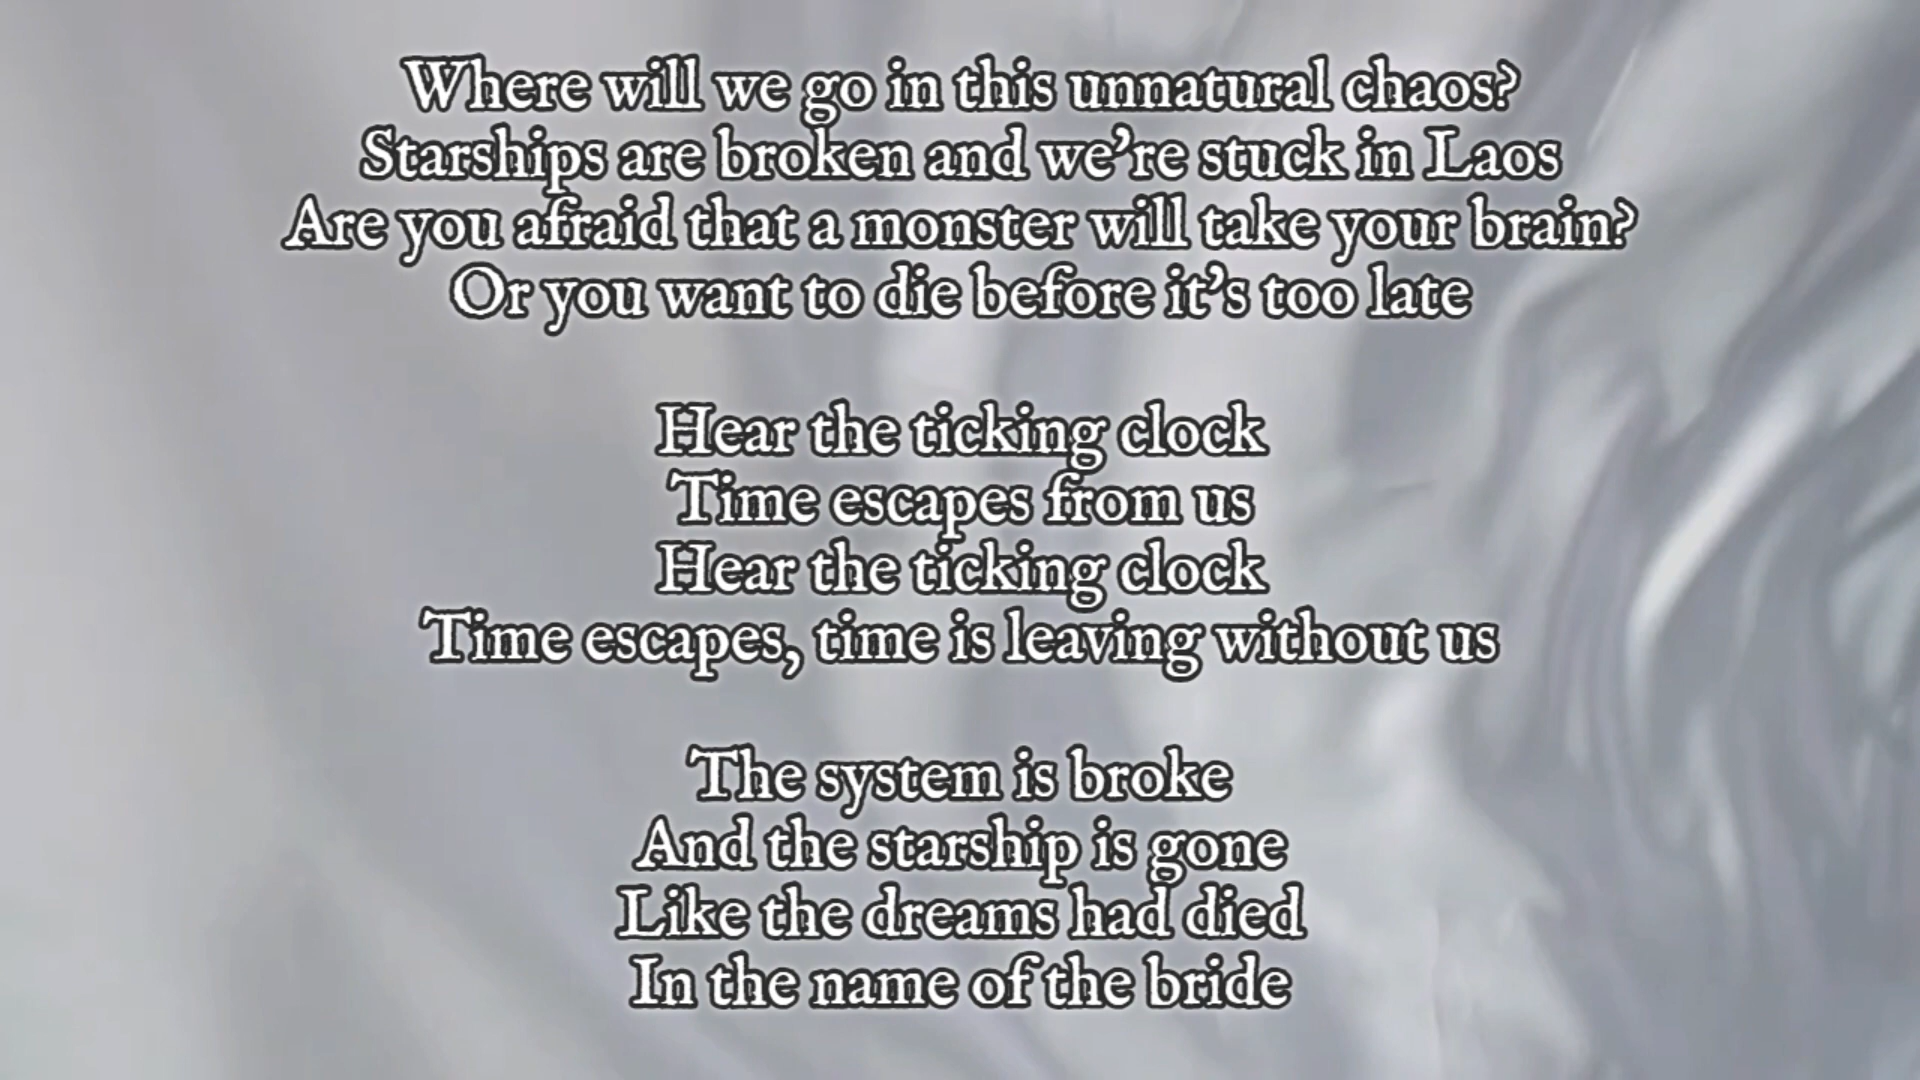 Where will we go in this unnatural chaos?
Starships are broken and we’re stuck in Laos
Are you afraid that a monster will take your brain?
Or you want to die before it’s too late
Hear the ticking clock
Time escapes from us
Hear the ticking clock
Time escapes, time is leaving without us
The system is broke
And the starship is gone
Like the dreams had died
In the name of the bride